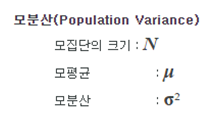 모분산(Population Variance)
모집단의 크기 : N
모평균 : μ
모분산 : σ²